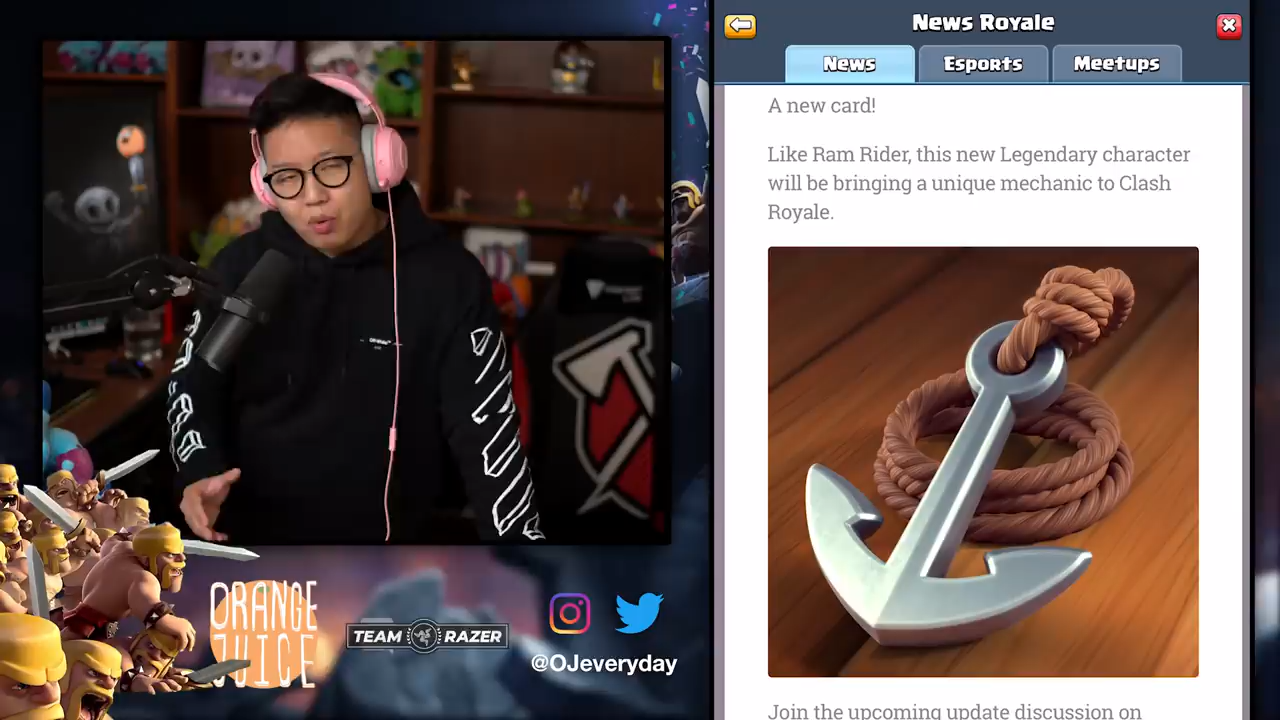 News Royale
News
Esports
Meetups
A new card!
Like Ram Rider, this new Legendary character
will be bringing a unique mechanic to Clash
Royale.
Join the upcoming update discussion on
ORANGE
JUICE
TEAM RAZER
@OJeveryday